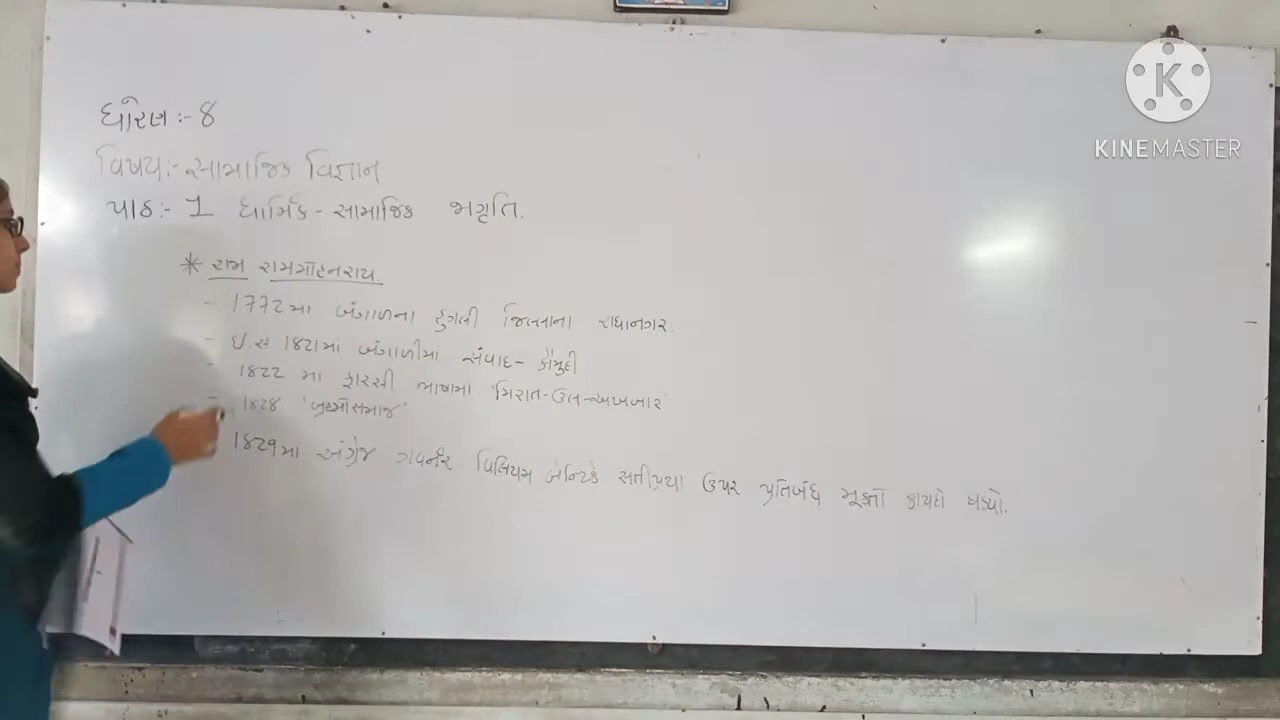 KINEMASTER
ધોરણ :- 8
વિષય:- સામાજિક વિજ્ઞાન
પાઠ:- 1 ધાર્મિક - સામાજિક જાગૃતિ.
* રામ રામમોહનરાય
- 1772 મા બંગાળના હુગલી જિલ્લાના રાધાનગર.
- ઇ.સ 1821માં બંગાળીમાં સંવાદ - કૌમુદી
- 1822 મા ફારસી ભાષામા 'મિરાત-ઉલ-અખબાર'
- 1828 'બ્રહ્મોસમાજ'
1829મા અંગ્રેજ ગવર્નર વિલિયમ બેન્ટિકે સતીપ્રથા ઉપર પ્રતિબંધ મૂકતો કાયદો ઘડ્યો.